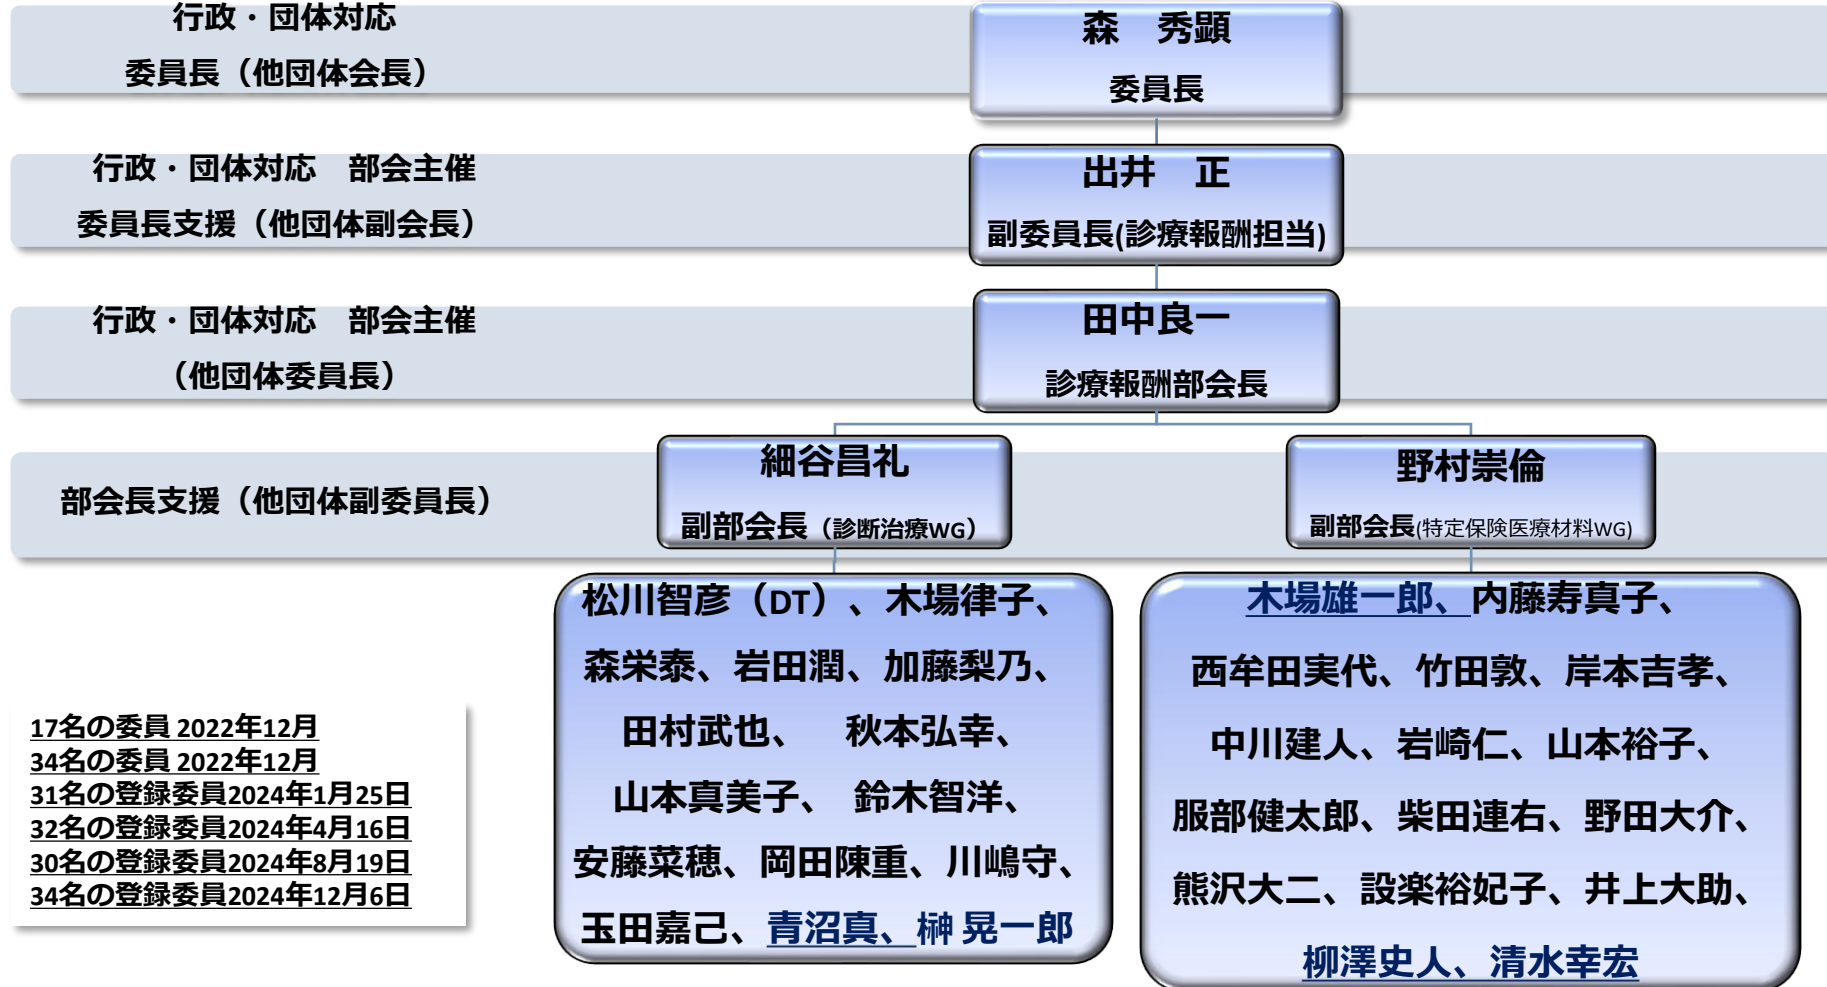 行政・団体対応
委員長（他団体会長）
森　秀顕
委員長
行政・団体対応　部会主催
委員長支援（他団体副会長）
出井　正
副委員長(診療報酬担当)
行政・団体対応　部会主催
（他団体委員長）
田中良一
診療報酬部会長
部会長支援（他団体副委員長）
細谷昌礼
副部会長（診断治療WG）
野村崇倫
副部会長(特定保険医療材料WG)
松川智彦（DT）、木場律子、
森栄泰、岩田潤、加藤梨乃、
田村武也、　秋本弘幸、
山本真美子、　鈴木智洋、
安藤菜穂、岡田陳重、川嶋守、
玉田嘉己、青沼真、榊 晃一郎
木場雄一郎、内藤寿真子、
西牟田実代、竹田敦、岸本吉孝、
中川建人、岩崎仁、山本裕子、
服部健太郎、柴田連右、野田大介、
熊沢大二、設楽裕妃子、井上大助、
柳澤史人、清水幸宏
17名の委員 2022年12月
34名の委員 2022年12月
31名の登録委員2024年1月25日
32名の登録委員2024年4月16日
30名の登録委員2024年8月19日
34名の登録委員2024年12月6日